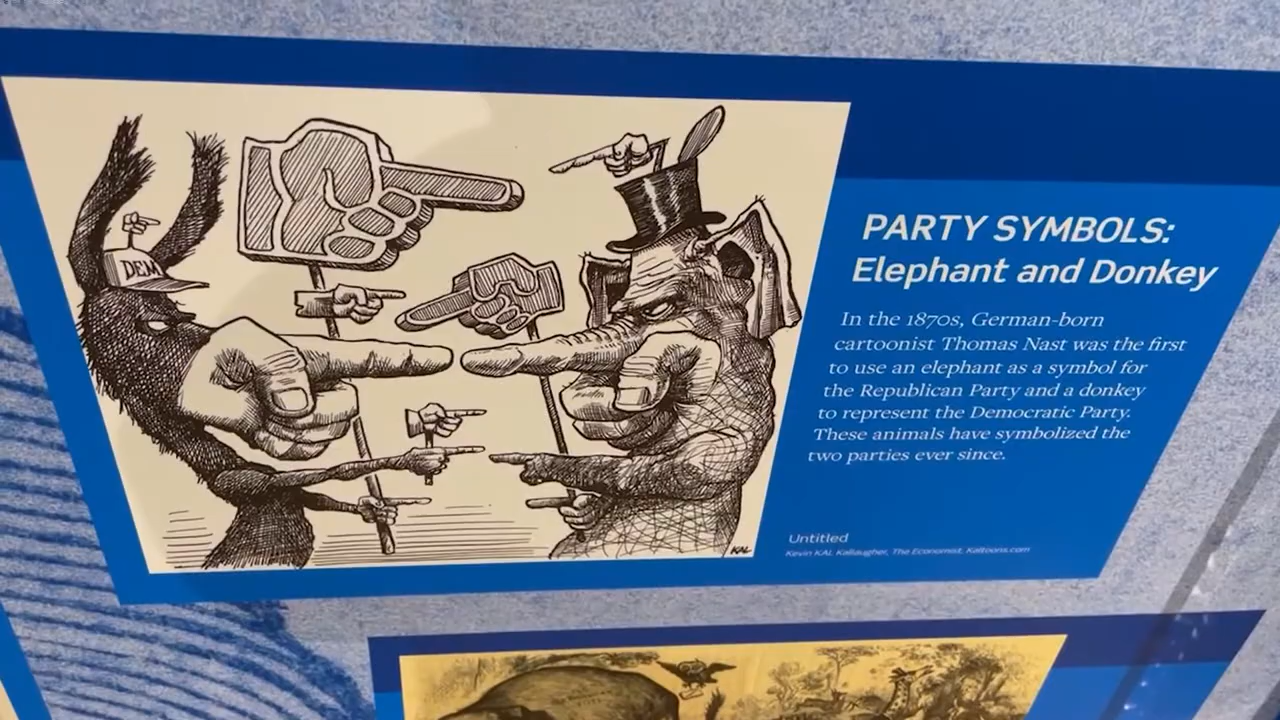 DEM
KAL
PARTY SYMBOLS:
Elephant and Donkey
In the 1870s, German-born
cartoonist Thomas Nast was the first
to use an elephant as a symbol for
the Republican Party and a donkey
to represent the Democratic Party.
These animals have symbolized the
two parties ever since.
Untitled
Kevin KAL Kallaugher, The Economist, Kaltoons.com